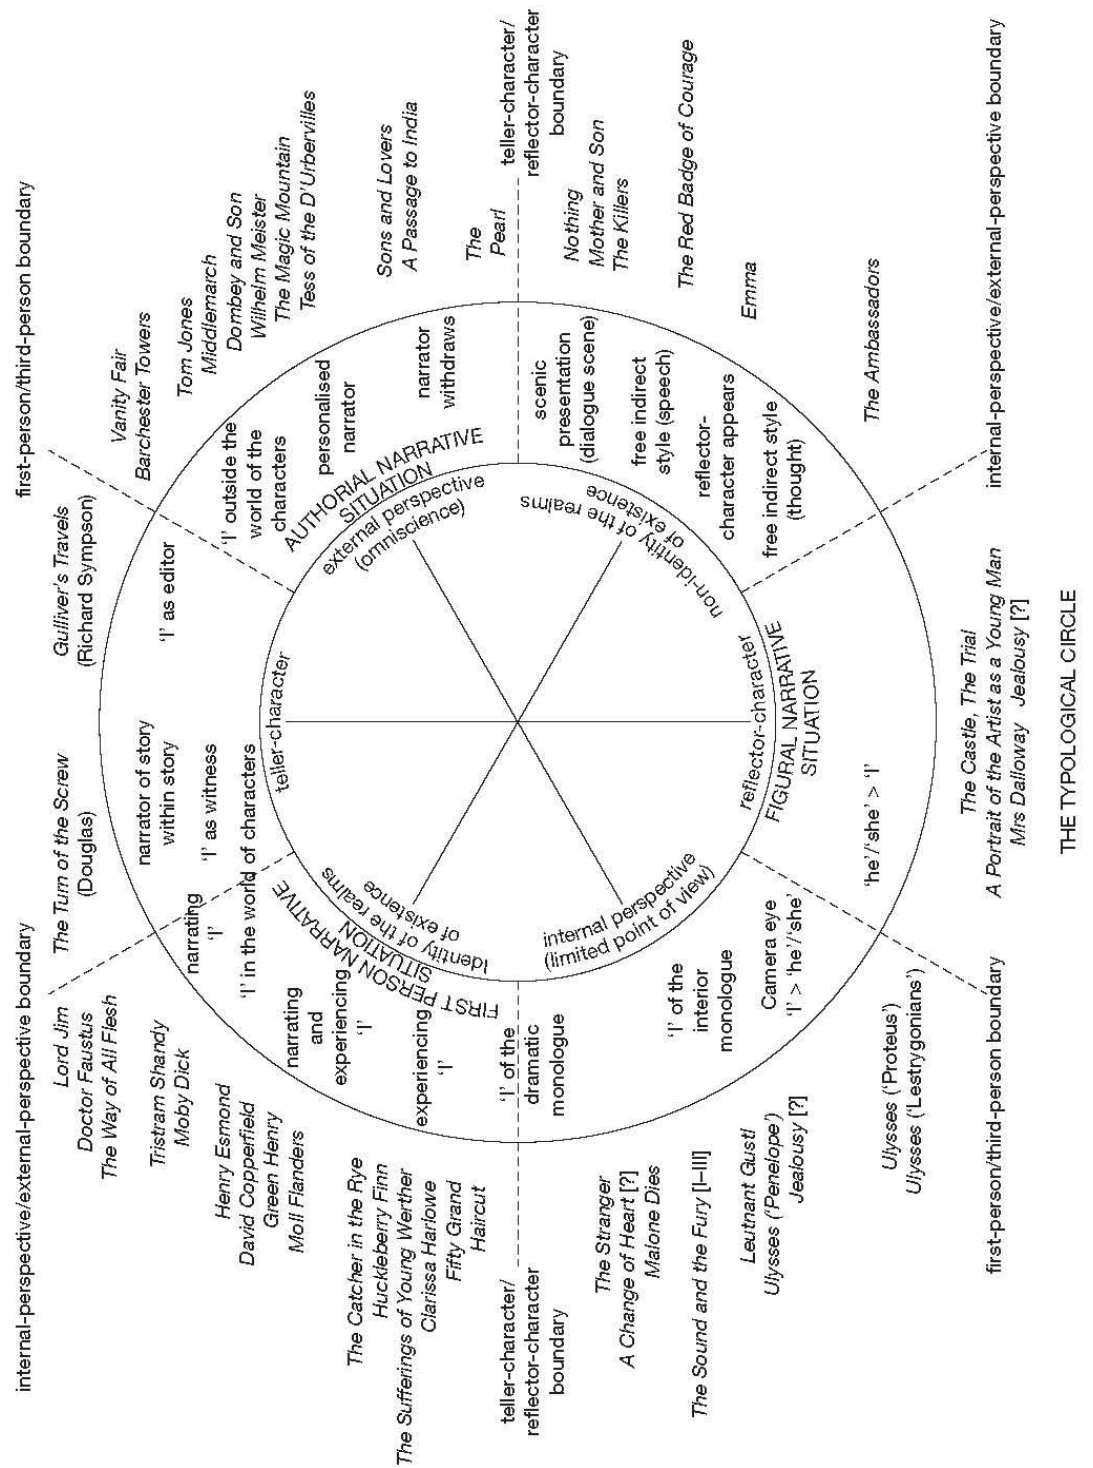 internal-perspective/external-perspective boundary
first-person/third-person boundary
Lord Jim
Doctor Faustus
The Way of All Flesh
The Turn of the Screw
(Douglas)
Gulliver's Travels
(Richard Sympson)
Vanity Fair
Barchester Towers
Tristram Shandy
Moby Dick
Tom Jones
Middlemarch
Dombey and Son
Wilhelm Meister
The Magic Mountain
Tess of the D'Urbervilles
Henry Esmond
David Copperfield
Green Henry
Moll Flanders
The Catcher in the Rye
Huckleberry Finn
The Sufferings of Young Werther
Clarissa Harlowe
Fifty Grand
Haircut
Sons and Lovers
A Passage to India
The
Pearl
teller-character/
reflector-character
boundary
teller-character/
reflector-character
boundary
narrator of story
within story
'I' as witness
'I' as editor
narrating
'I'
'I' in the world of characters
'I' outside the
world of the
characters
narrating
and
experiencing
'I'
personalised
narrator
experiencing
'I'
narrator
withdraws
'I' of the
dramatic
monologue
scenic
presentation
(dialogue scene)
teller-character
FIRST PERSON NARRATIVE
SITUATION
Identity of the realms
of existence
AUTHORIAL NARRATIVE
SITUATION
external perspective
(omniscience)
internal perspective
(limited point of view)
non-identity of the realms
of existence
reflector-character
FIGURAL NARRATIVE
SITUATION
free indirect
style (speech)
reflector-
character appears
free indirect style
(thought)
'I' of the
interior
monologue
Camera eye
'I' > 'he'/'she'
'he'/'she' > 'I'
The Stranger
A Change of Heart [?]
Malone Dies
Nothing
Mother and Son
The Killers
The Sound and the Fury [I–III]
The Red Badge of Courage
Leutnant Gustl
Ulysses ('Penelope')
Jealousy [?]
Emma
Ulysses ('Proteus')
Ulysses ('Lestrygonians')
The Ambassadors
The Castle, The Trial
A Portrait of the Artist as a Young Man
Mrs Dalloway Jealousy [?]
first-person/third-person boundary
internal-perspective/external-perspective boundary
THE TYPOLOGICAL CIRCLE